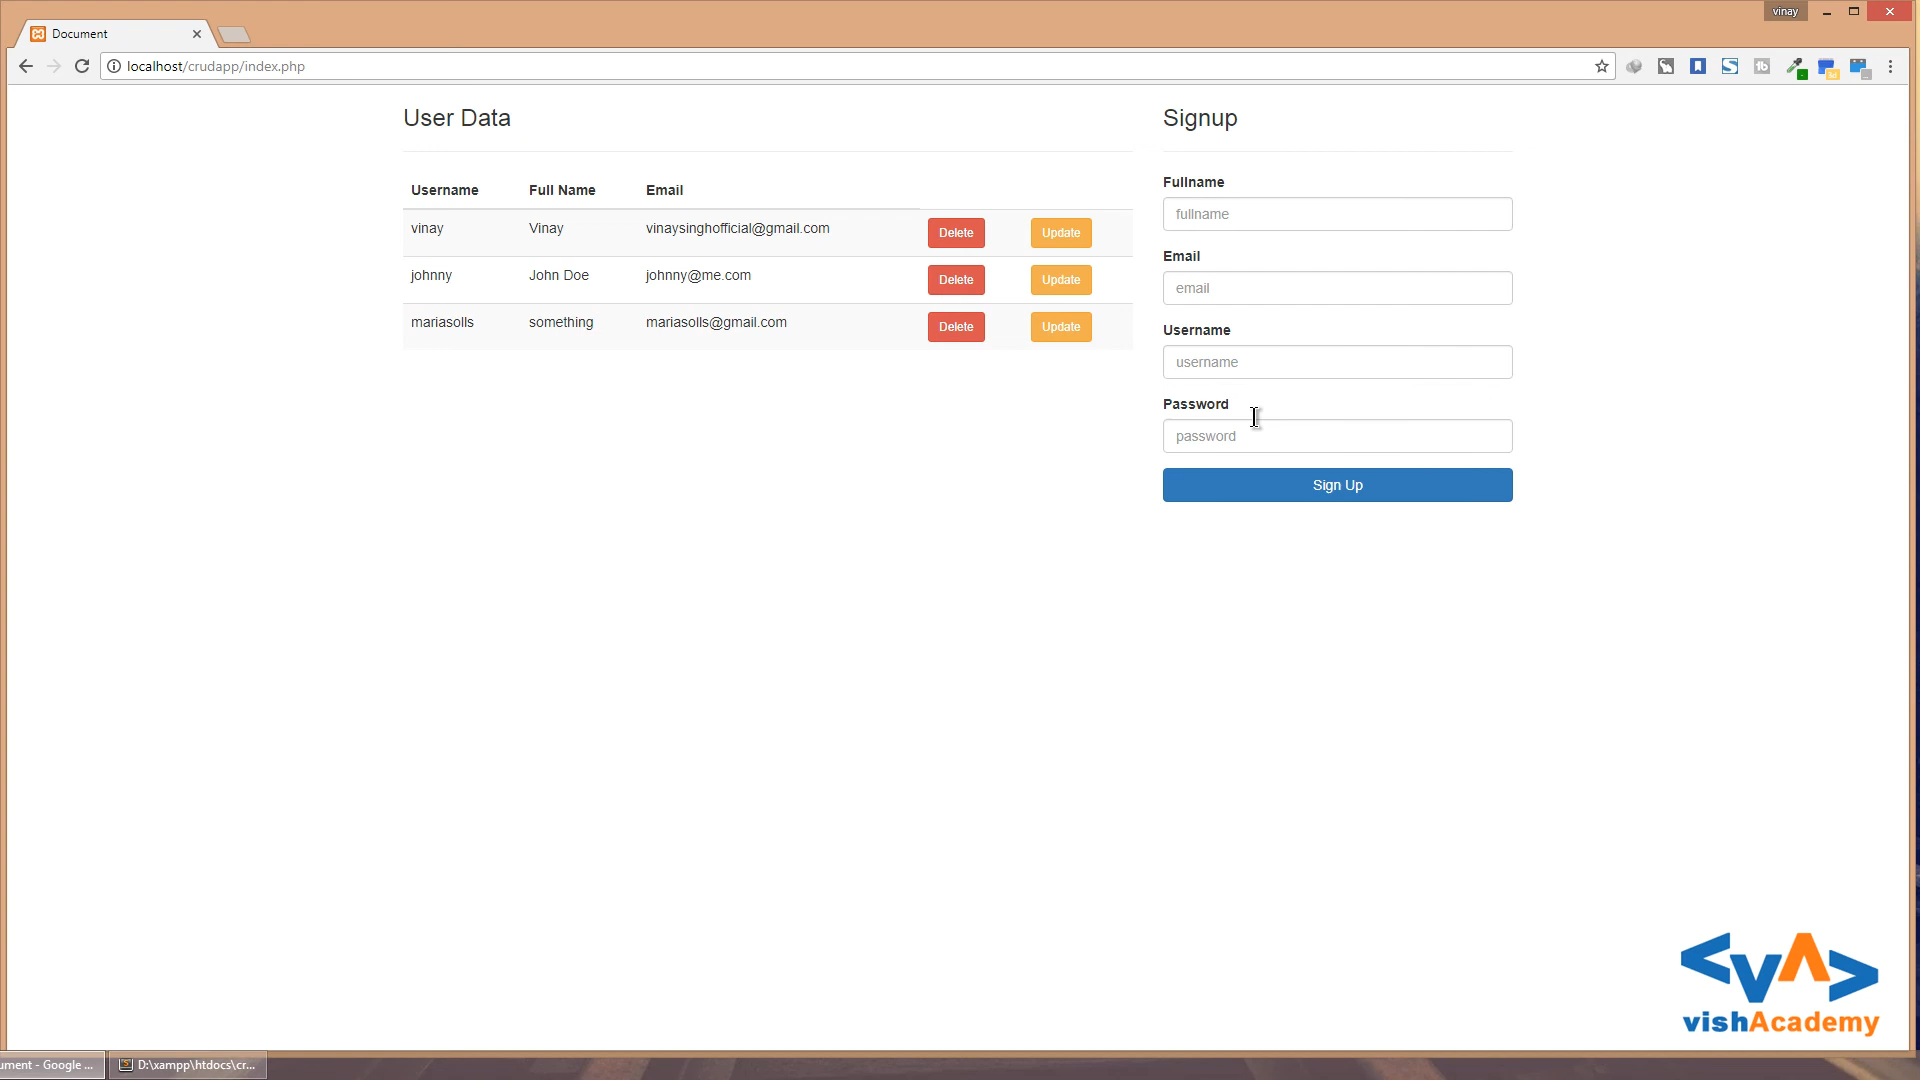 vinay
Document
localhost/crudapp/index.php
User Data
Username Full Name Email
vinay Vinay vinaysinghofficial@gmail.com Delete Update
johnny John Doe johnny@me.com Delete Update
mariasolls something mariasolls@gmail.com Delete Update
Signup
Fullname
fullname
Email
email
Username
username
Password
password
Sign Up
<VA>
vishAcademy
ument - Google ...
D:\xampp\htdocs\cr...